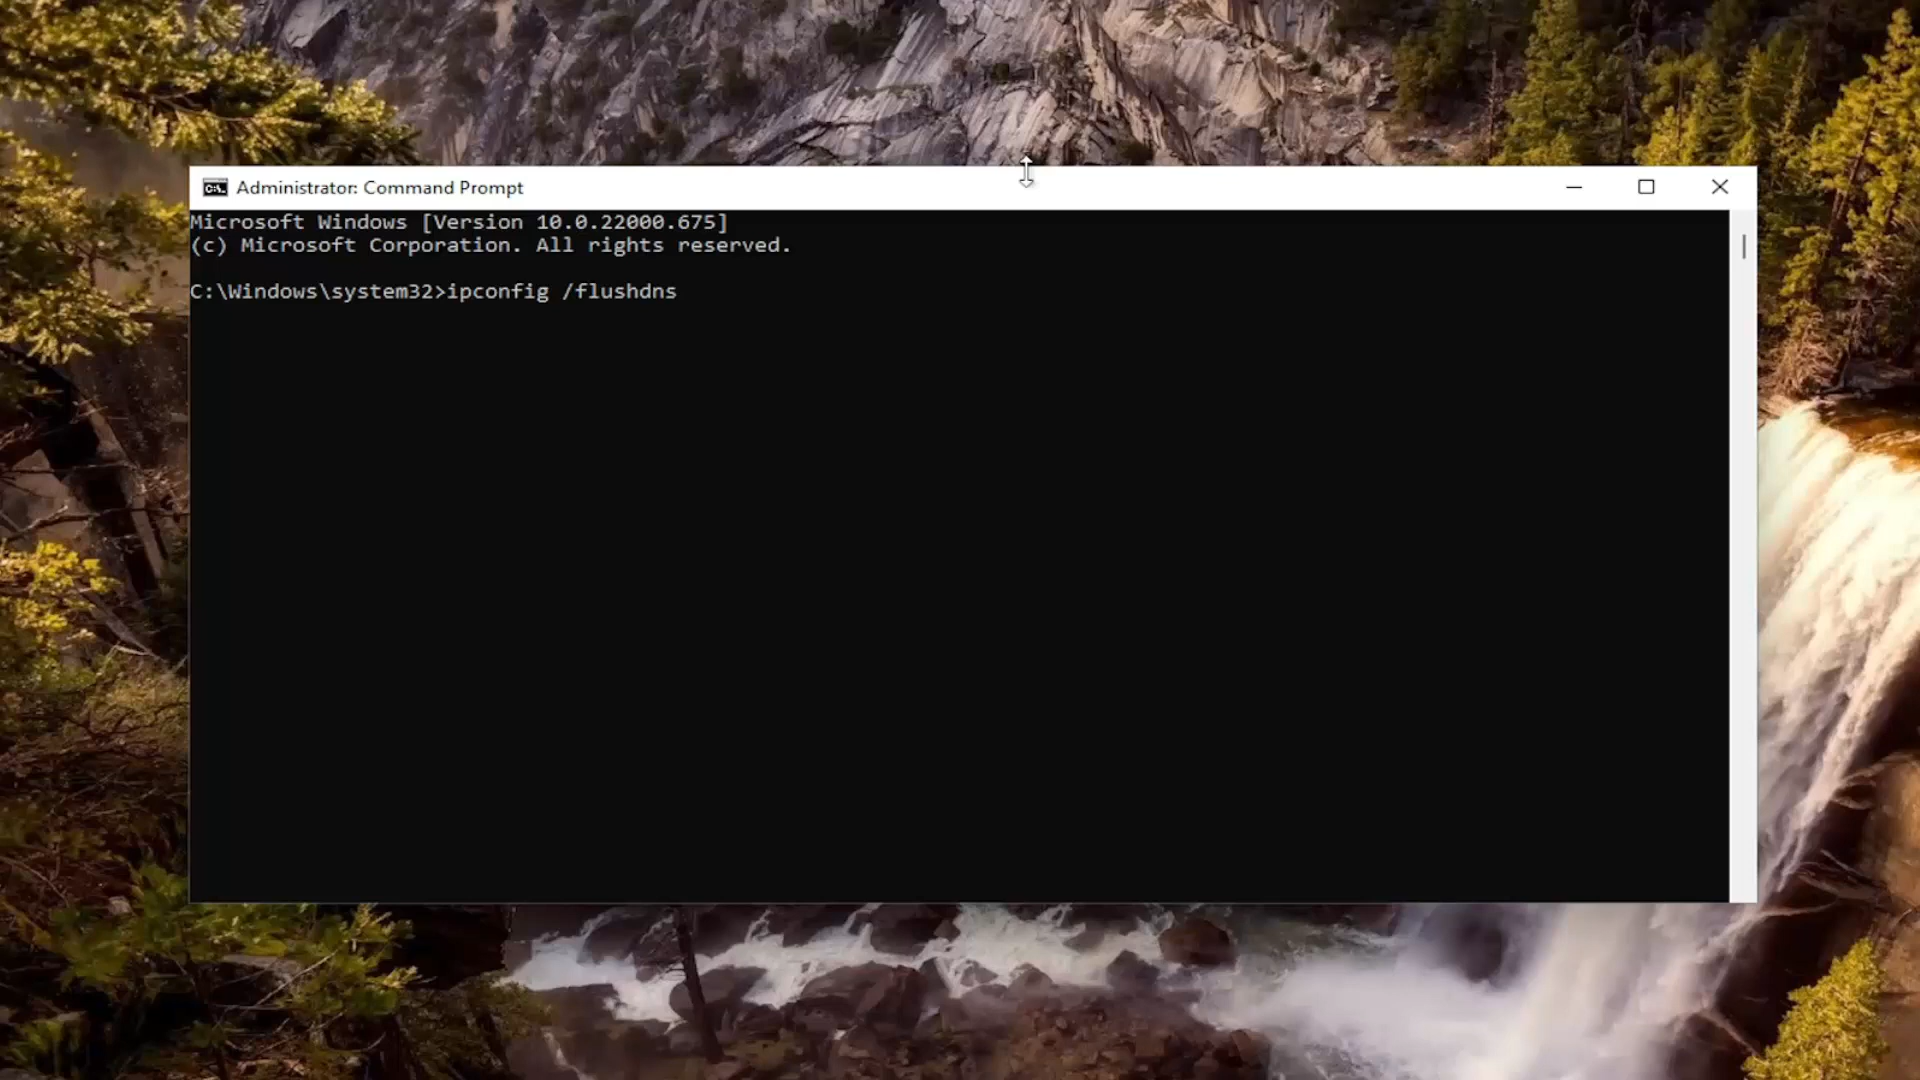 Administrator: Command Prompt
Microsoft Windows [Version 10.0.22000.675]
(c) Microsoft Corporation. All rights reserved.
C:\Windows\system32>ipconfig /flushdns